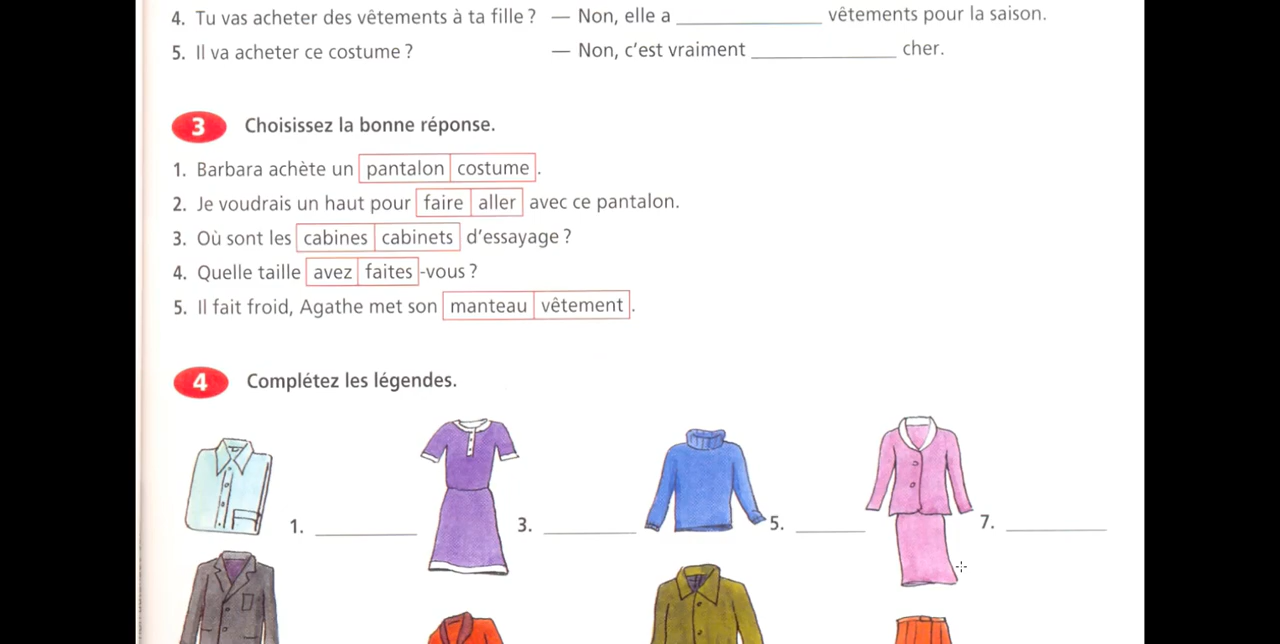 4. Tu vas acheter des vêtements à ta fille ? — Non, elle a ______________ vêtements pour la saison.
5. Il va acheter ce costume ? — Non, c'est vraiment ______________ cher.
3 Choisissez la bonne réponse.
1. Barbara achète un pantalon costume.
2. Je voudrais un haut pour faire aller avec ce pantalon.
3. Où sont les cabines cabinets d'essayage ?
4. Quelle taille avez faites-vous ?
5. Il fait froid, Agathe met son manteau vêtement.
4 Complétez les légendes.
1. __________ 3. _________ 5. _______ 7. __________